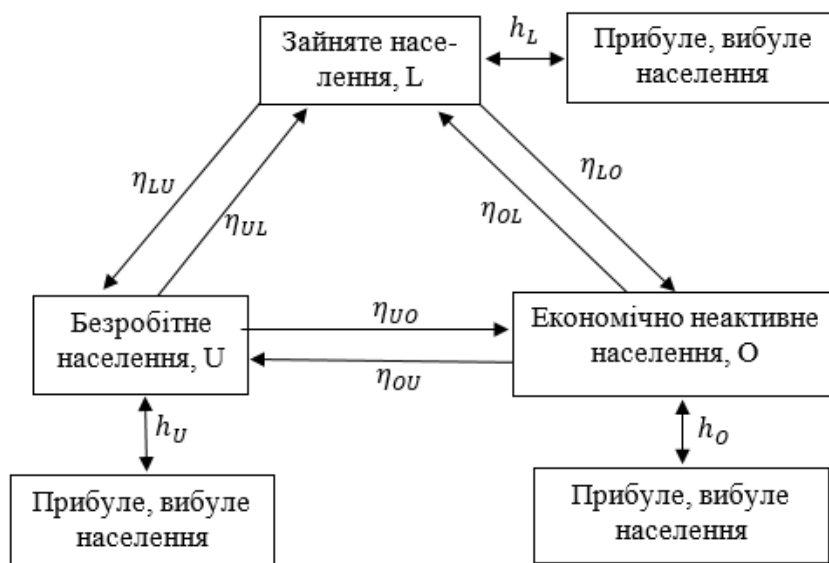 Зайняте насе-
лення, L
h_L
Прибуле, вибуле
населення
η_LU
η_UL
η_OL
η_LO
Безробітне
населення, U
η_UO
η_OU
Економічно неактивне
населення, O
h_U
h_O
Прибуле, вибуле
населення
Прибуле, вибуле
населення